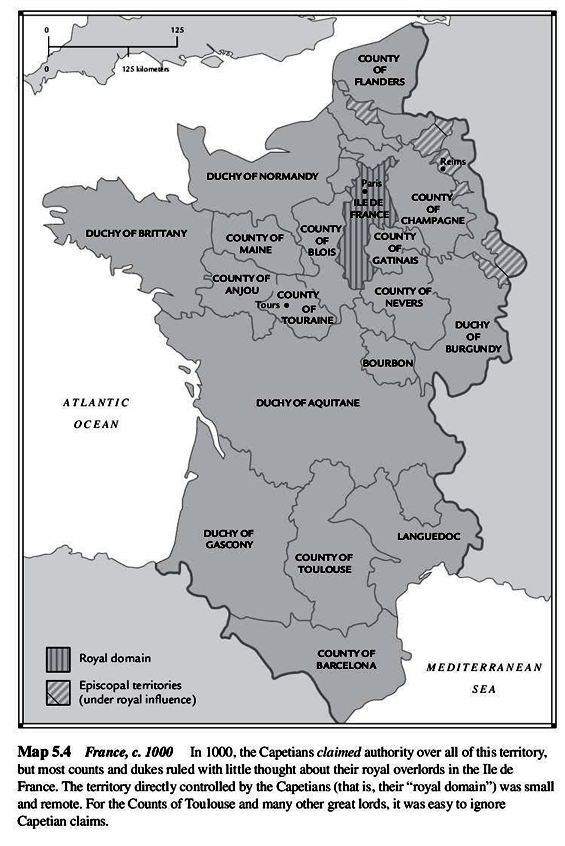 0 125
0 125 kilometers
COUNTY
OF
FLANDERS
Reims
DUCHY OF NORMANDY
Paris
ILE DE
FRANCE
COUNTY
OF
CHAMPAGNE
DUCHY OF BRITTANY
COUNTY OF
MAINE
COUNTY
OF
BLOIS
COUNTY
OF
GATINAIS
COUNTY OF
ANJOU
Tours
COUNTY
OF
TOURAINE
COUNTY OF
NEVERS
DUCHY
OF
BURGUNDY
BOURBON
ATLANTIC
OCEAN
DUCHY OF AQUITANE
DUCHY OF
GASCONY
COUNTY OF
TOULOUSE
LANGUEDOC
COUNTY OF
BARCELONA
MEDITERRANEAN
SEA
Royal domain
Episcopal territories
(under royal influence)
Map 5.4 France, c. 1000 In 1000, the Capetians claimed authority over all of this territory,
but most counts and dukes ruled with little thought about their royal overlords in the Ile de
France. The territory directly controlled by the Capetians (that is, their “royal domain”) was small
and remote. For the Counts of Toulouse and many other great lords, it was easy to ignore
Capetian claims.